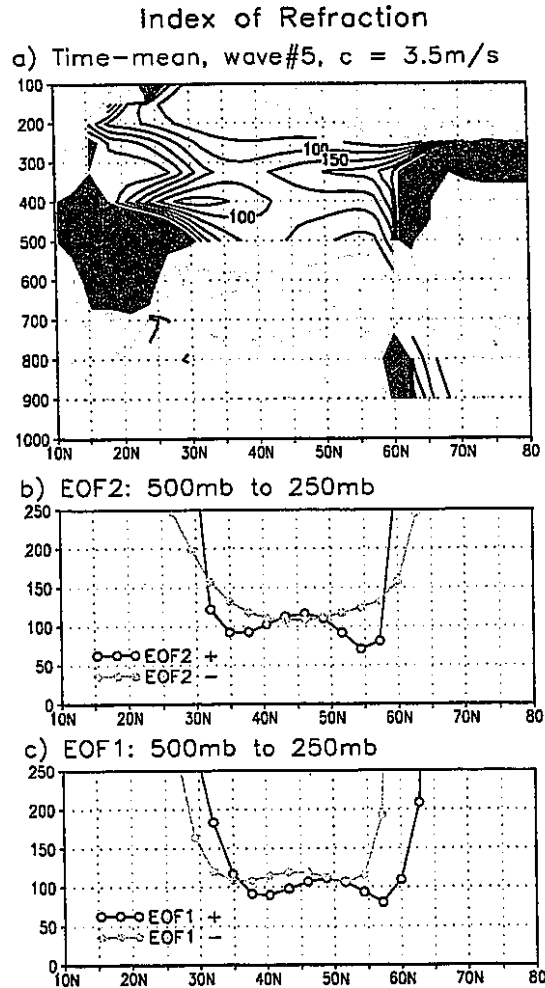 Index of Refraction
a) Time-mean, wave#5, c = 3.5m/s
100
200
300
400
500
600
700
800
900
1000
100
150
100
10N 20N 30N 40N 50N 60N 70N 80
b) EOF2: 500mb to 250mb
250
200
150
100
50
0
EOF2 +
EOF2 -
10N 20N 30N 40N 50N 60N 70N 80
c) EOF1: 500mb to 250mb
250
200
150
100
50
0
EOF1 +
EOF1 -
10N 20N 30N 40N 50N 60N 70N 80